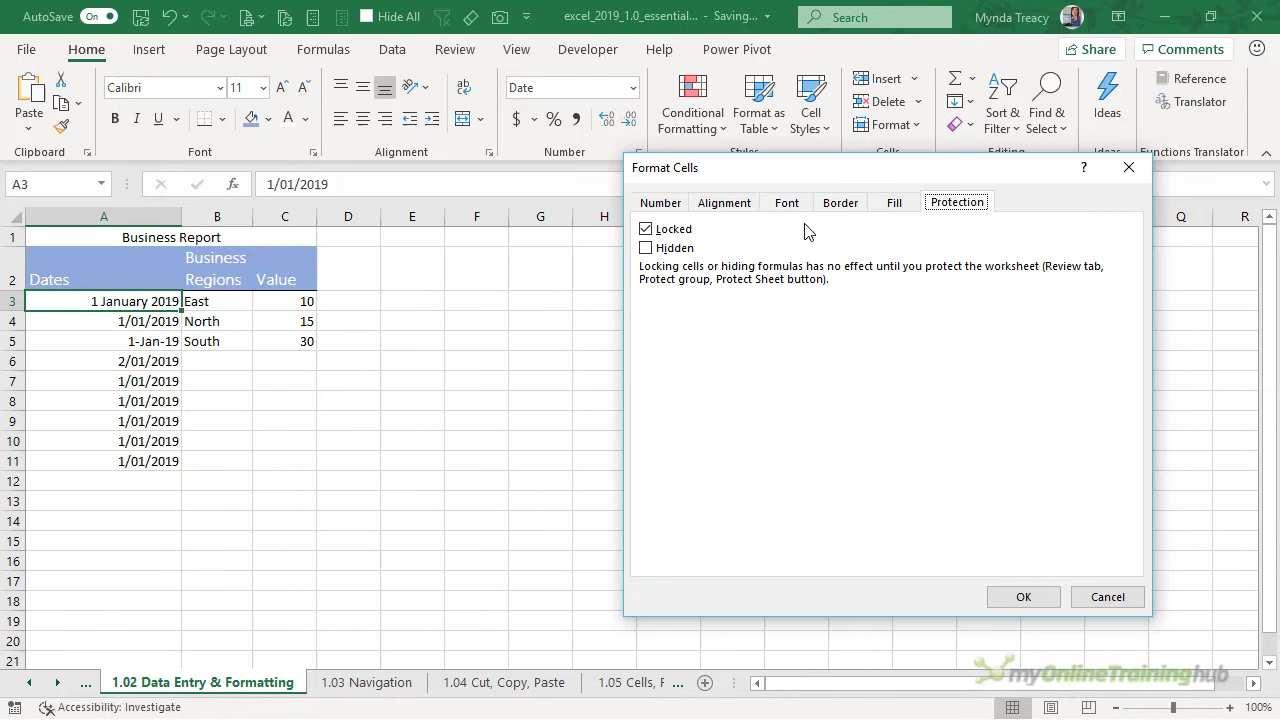 AutoSave On Hide All excel_2019_1.0_essential... - Saving... Search Mynda Treacy
File Home Insert Page Layout Formulas Data Review View Developer Help Power Pivot Share Comments
Calibri 11 Date Insert Reference
Paste Conditional Formatting Format as Table Cell Styles Delete Sort & Filter Find & Select Ideas Translator
B I U A $ % Format
Clipboard Font Alignment Number Styles Cells Editing Ideas Functions Translator
A3 fx 1/01/2019
Format Cells ?
Number Alignment Font Border Fill Protection
Locked
Hidden
Locking cells or hiding formulas has no effect until you protect the worksheet (Review tab,
Protect group, Protect Sheet button).
OK Cancel
A B C D E F G H Q R
1 Business Report
2 Dates Business Regions Value
3 1 January 2019 East 10
4 1/01/2019 North 15
5 1-Jan-19 South 30
6 2/01/2019
7 1/01/2019
8 1/01/2019
9 1/01/2019
10 1/01/2019
11 1/01/2019
12
13
14
15
16
17
18
19
20
21
myOnlineTraininghub
... 1.02 Data Entry & Formatting 1.03 Navigation 1.04 Cut, Copy, Paste 1.05 Cells, F ...
Accessibility: Investigate 100%